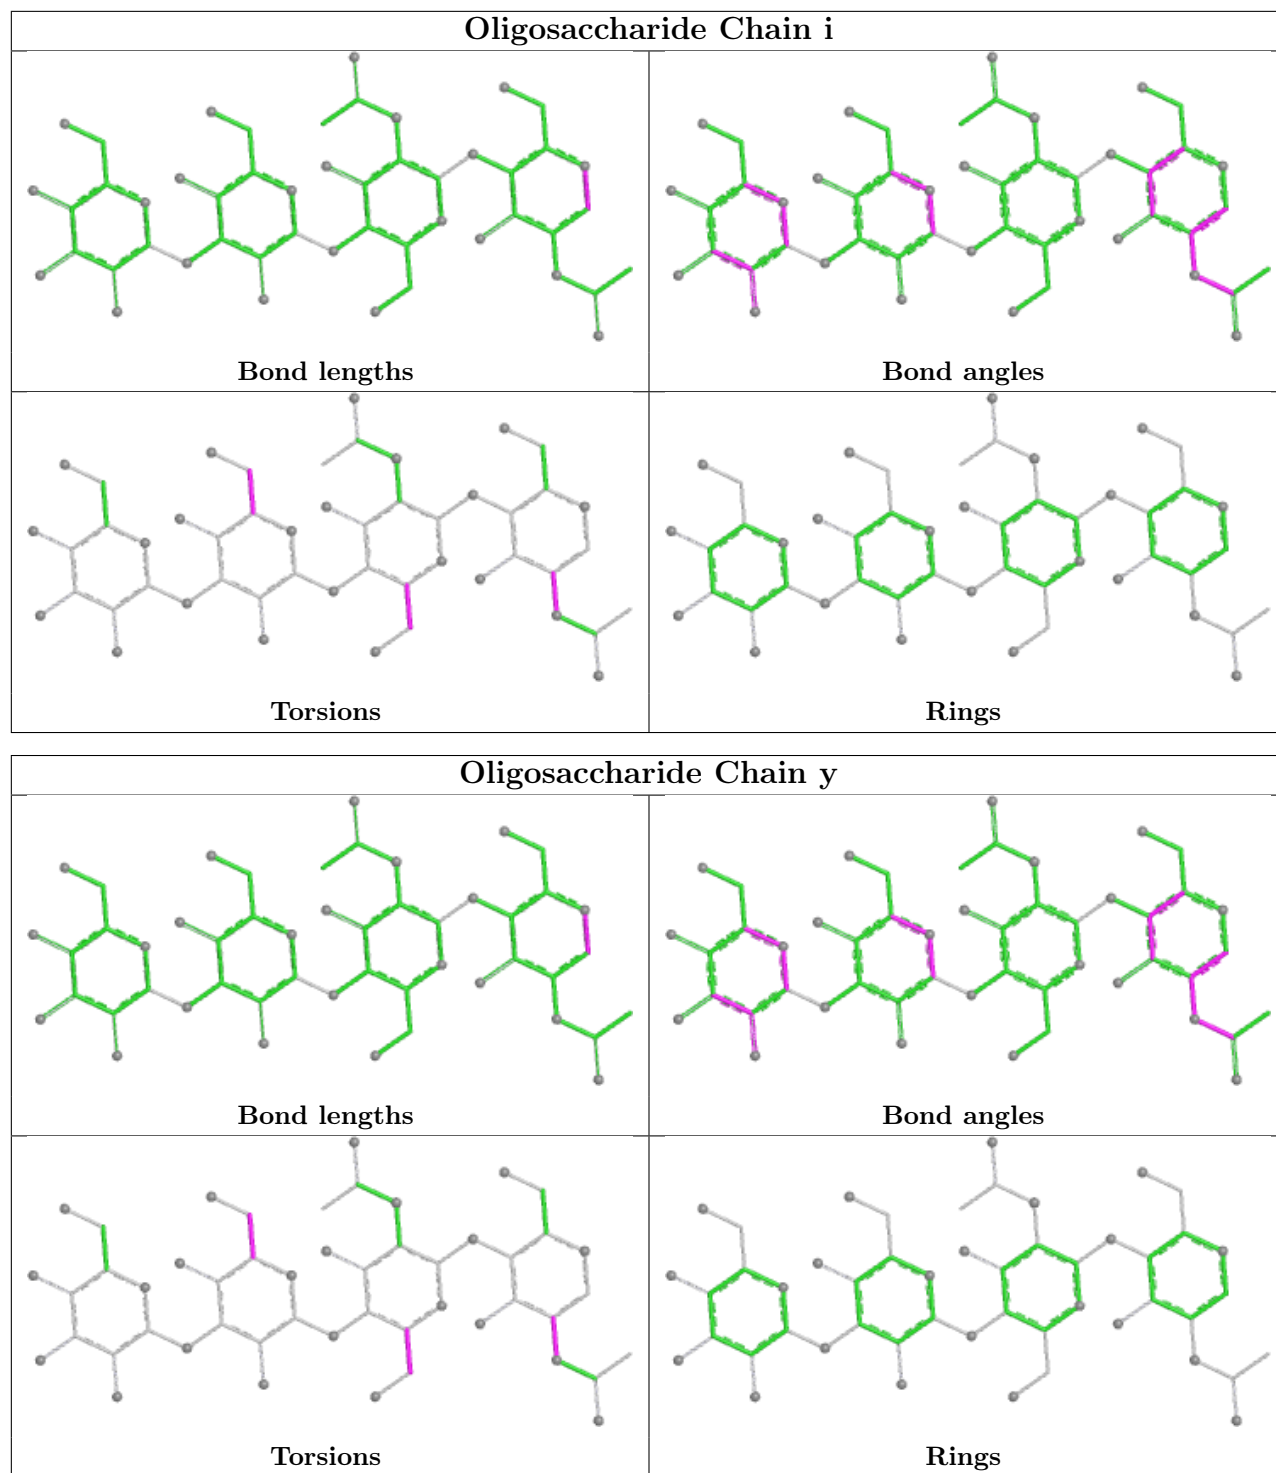 Oligosaccharide Chain i
Bond lengths
Bond angles
Torsions
Rings
Oligosaccharide Chain y
Bond lengths
Bond angles
Torsions
Rings